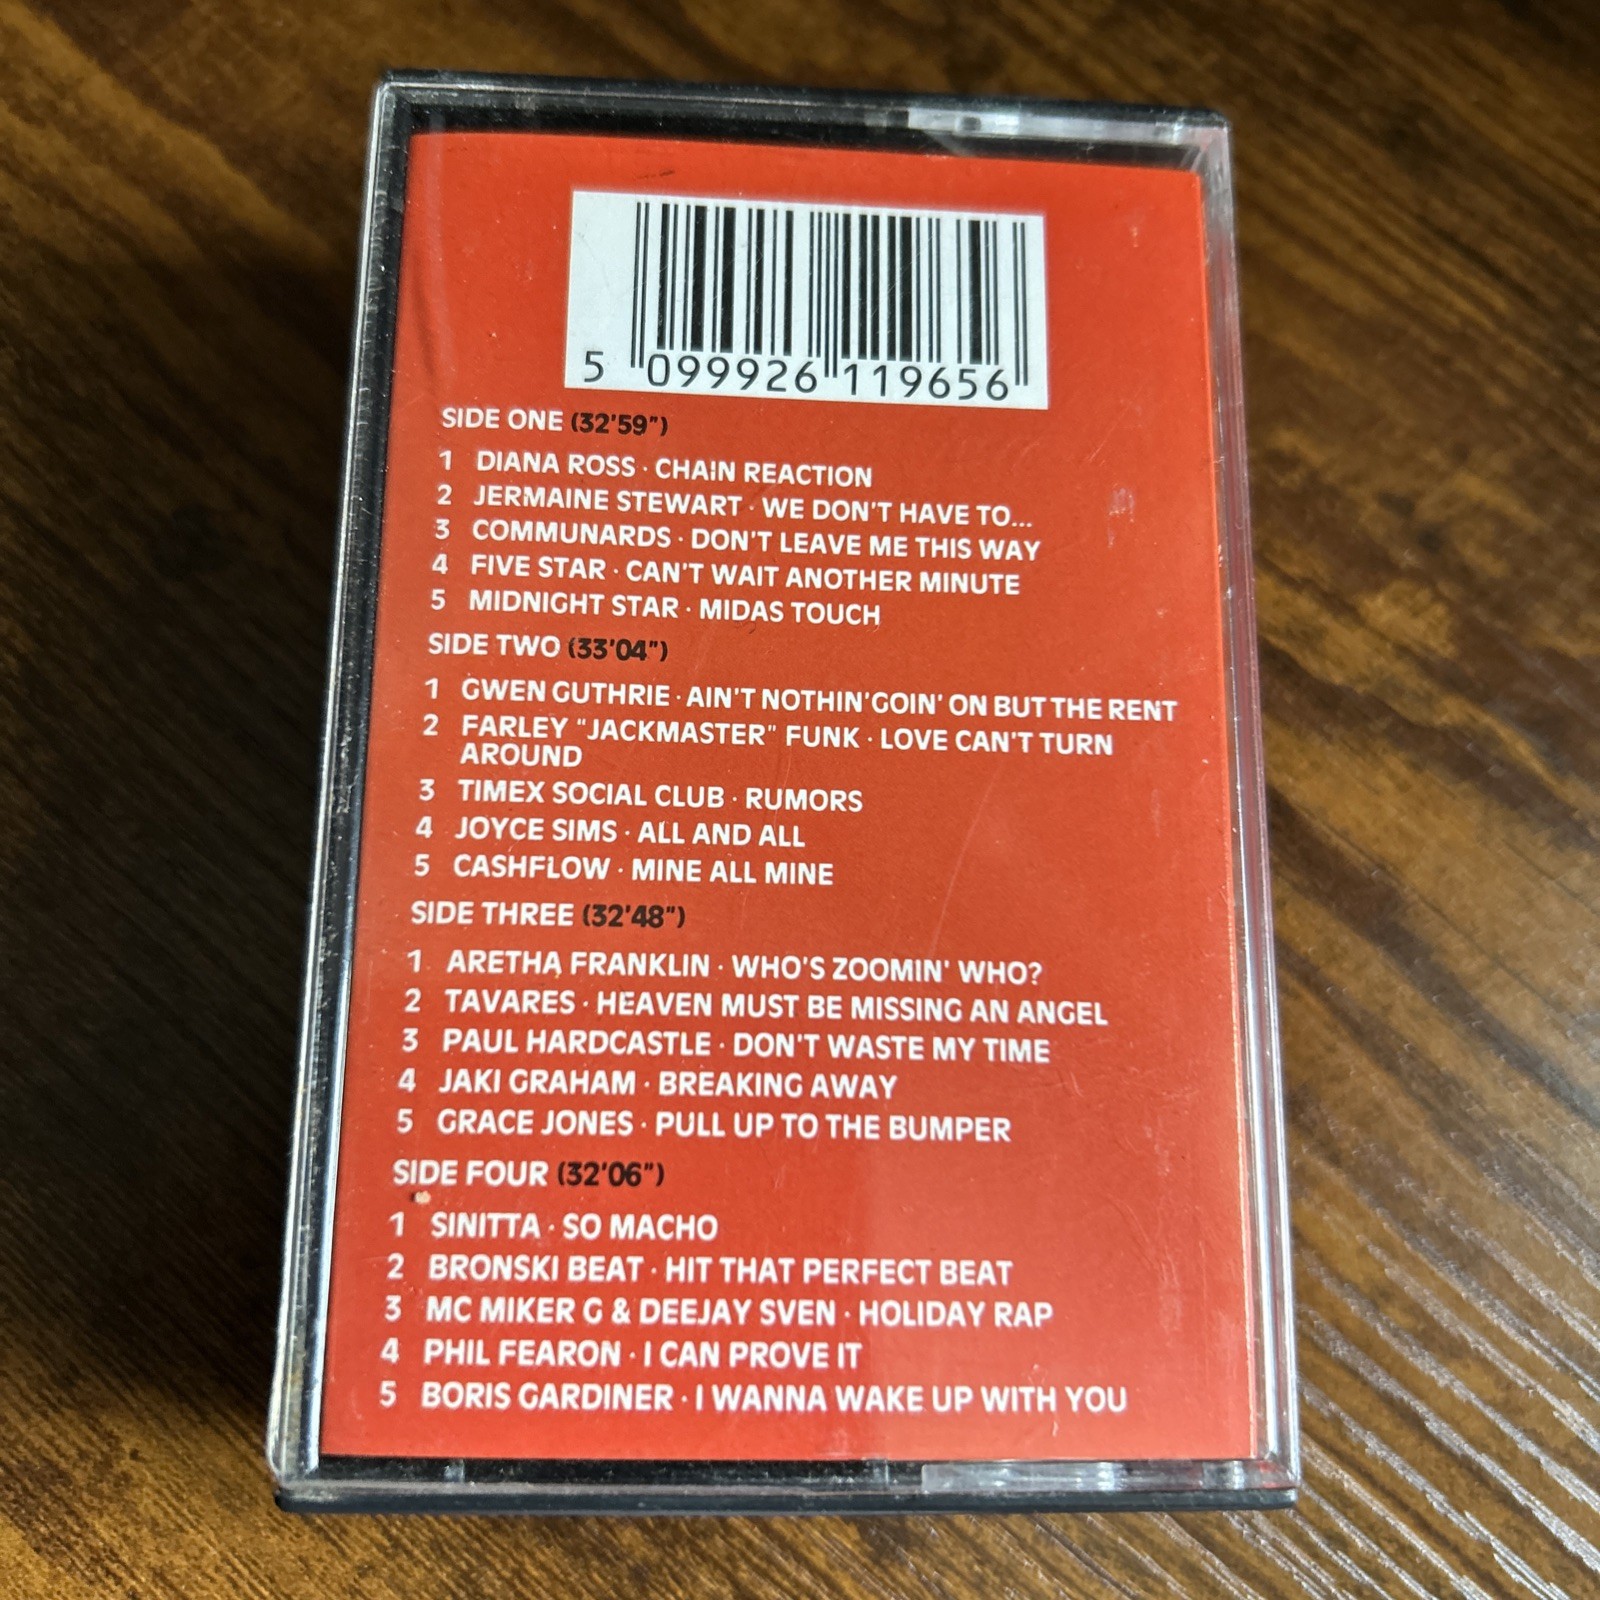 5 099926 119656
SIDE ONE (32'59")
1 DIANA ROSS · CHAIN REACTION
2 JERMAINE STEWART · WE DON'T HAVE TO...
3 COMMUNARDS · DON'T LEAVE ME THIS WAY
4 FIVE STAR · CAN'T WAIT ANOTHER MINUTE
5 MIDNIGHT STAR · MIDAS TOUCH
SIDE TWO (33'04")
1 GWEN GUTHRIE · AIN'T NOTHIN' GOIN' ON BUT THE RENT
2 FARLEY "JACKMASTER" FUNK · LOVE CAN'T TURN
AROUND
3 TIMEX SOCIAL CLUB · RUMORS
4 JOYCE SIMS · ALL AND ALL
5 CASHFLOW · MINE ALL MINE
SIDE THREE (32'48")
1 ARETHA FRANKLIN · WHO'S ZOOMIN' WHO?
2 TAVARES · HEAVEN MUST BE MISSING AN ANGEL
3 PAUL HARDCASTLE · DON'T WASTE MY TIME
4 JAKI GRAHAM · BREAKING AWAY
5 GRACE JONES · PULL UP TO THE BUMPER
SIDE FOUR (32'06")
1 SINITTA · SO MACHO
2 BRONSKI BEAT · HIT THAT PERFECT BEAT
3 MC MIKER G & DEEJAY SVEN · HOLIDAY RAP
4 PHIL FEARON · I CAN PROVE IT
5 BORIS GARDINER · I WANNA WAKE UP WITH YOU